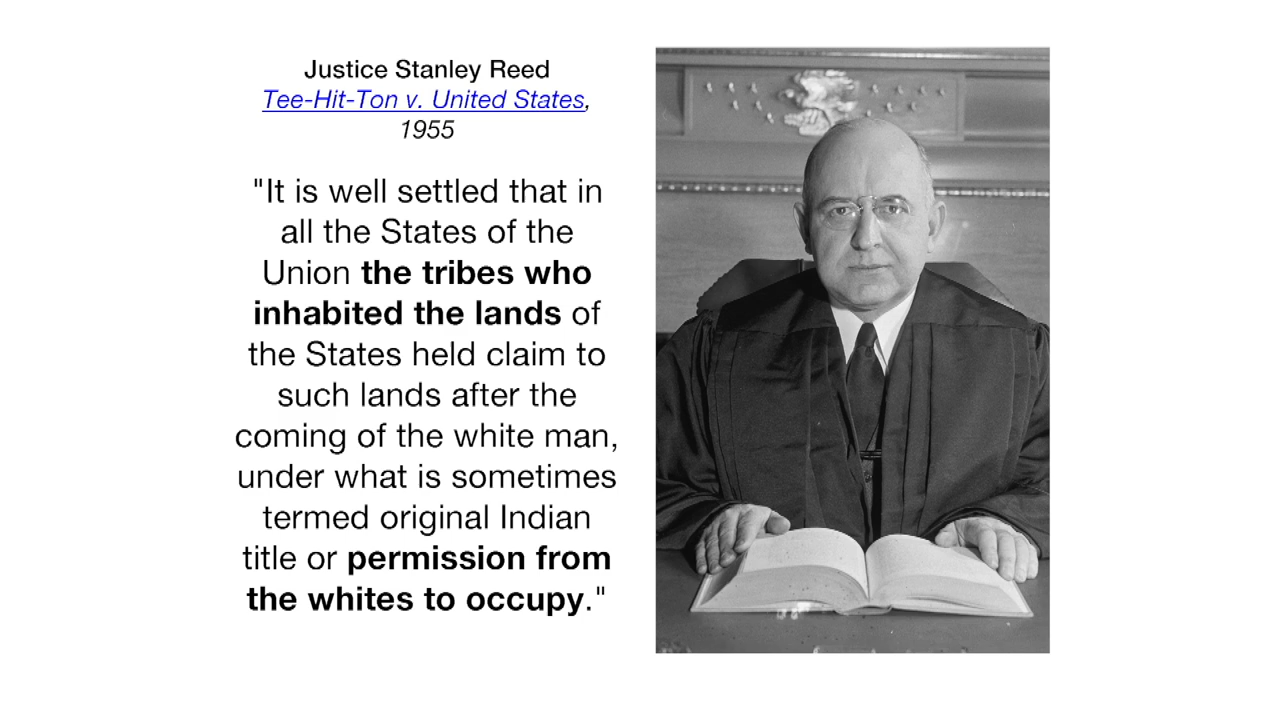 Justice Stanley Reed
Tee-Hit-Ton v. United States,
1955
"It is well settled that in
all the States of the
Union the tribes who
inhabited the lands of
the States held claim to
such lands after the
coming of the white man,
under what is sometimes
termed original Indian
title or permission from
the whites to occupy."